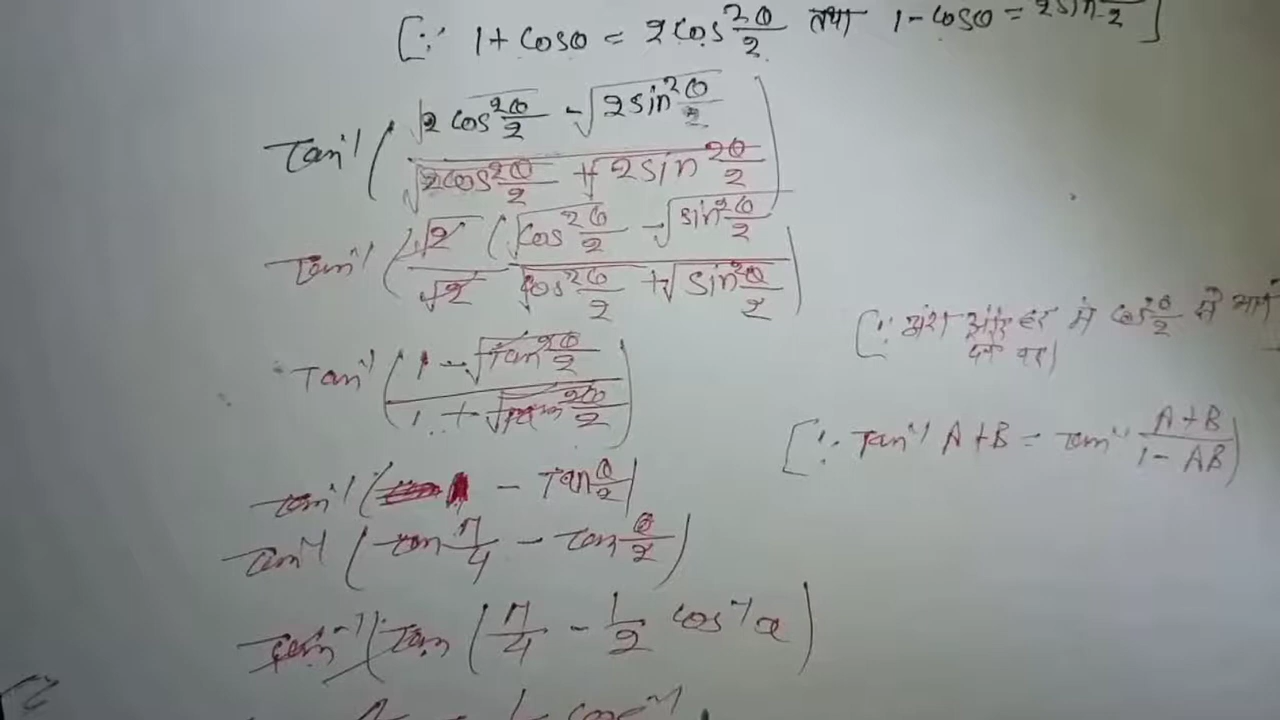 [∵ 1 + cosθ = 2cos²θ/2 तथा 1 - cosθ = 2sin²θ/2]
Tan⁻¹(√2cos²θ/2 - √2sin²θ/2 / √2cos²θ/2 + √2sin²θ/2)
Tan⁻¹(√2 (√cos²θ/2 - √sin²θ/2 / √2 √cos²θ/2 + √sin²θ/2)
Tan⁻¹(1 - √Tan²θ/2 / 1 + √tan²θ/2)
[∵ अंश और हर में cos²θ/2 से भाग
देने पर]
[∵ Tan⁻¹ A+B = Tan⁻¹ A+B / 1-AB]
Tan⁻¹( 1 - Tanθ/2)
Tan⁻¹(tan π/4 - tan θ/2)
Tan⁻¹(Tan(π/4 - 1/2 cos⁻¹x)